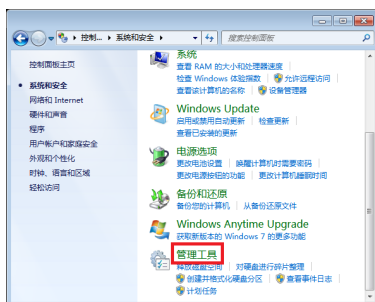 控制... ▸ 系统和安全 ▸
搜索控制面板
控制面板主页
系统和安全
网络和 Internet
硬件和声音
程序
用户帐户和家庭安全
外观和个性化
时钟、语言和区域
轻松访问
系统
查看 RAM 的大小和处理器速度
检查 Windows 体验指数 | 允许远程访问
查看该计算机的名称 | 设备管理器
Windows Update
启用或禁用自动更新 | 检查更新
查看已安装的更新
电源选项
更改电池设置 | 唤醒计算机时需要密码
更改电源按钮的功能 | 更改计算机睡眠时间
备份和还原
备份您的计算机 | 从备份还原文件
Windows Anytime Upgrade
获取新版本的 Windows 7 的更多功能
管理工具
释放磁盘空间 | 对硬盘进行碎片整理
创建并格式化硬盘分区 | 查看事件日志
计划任务